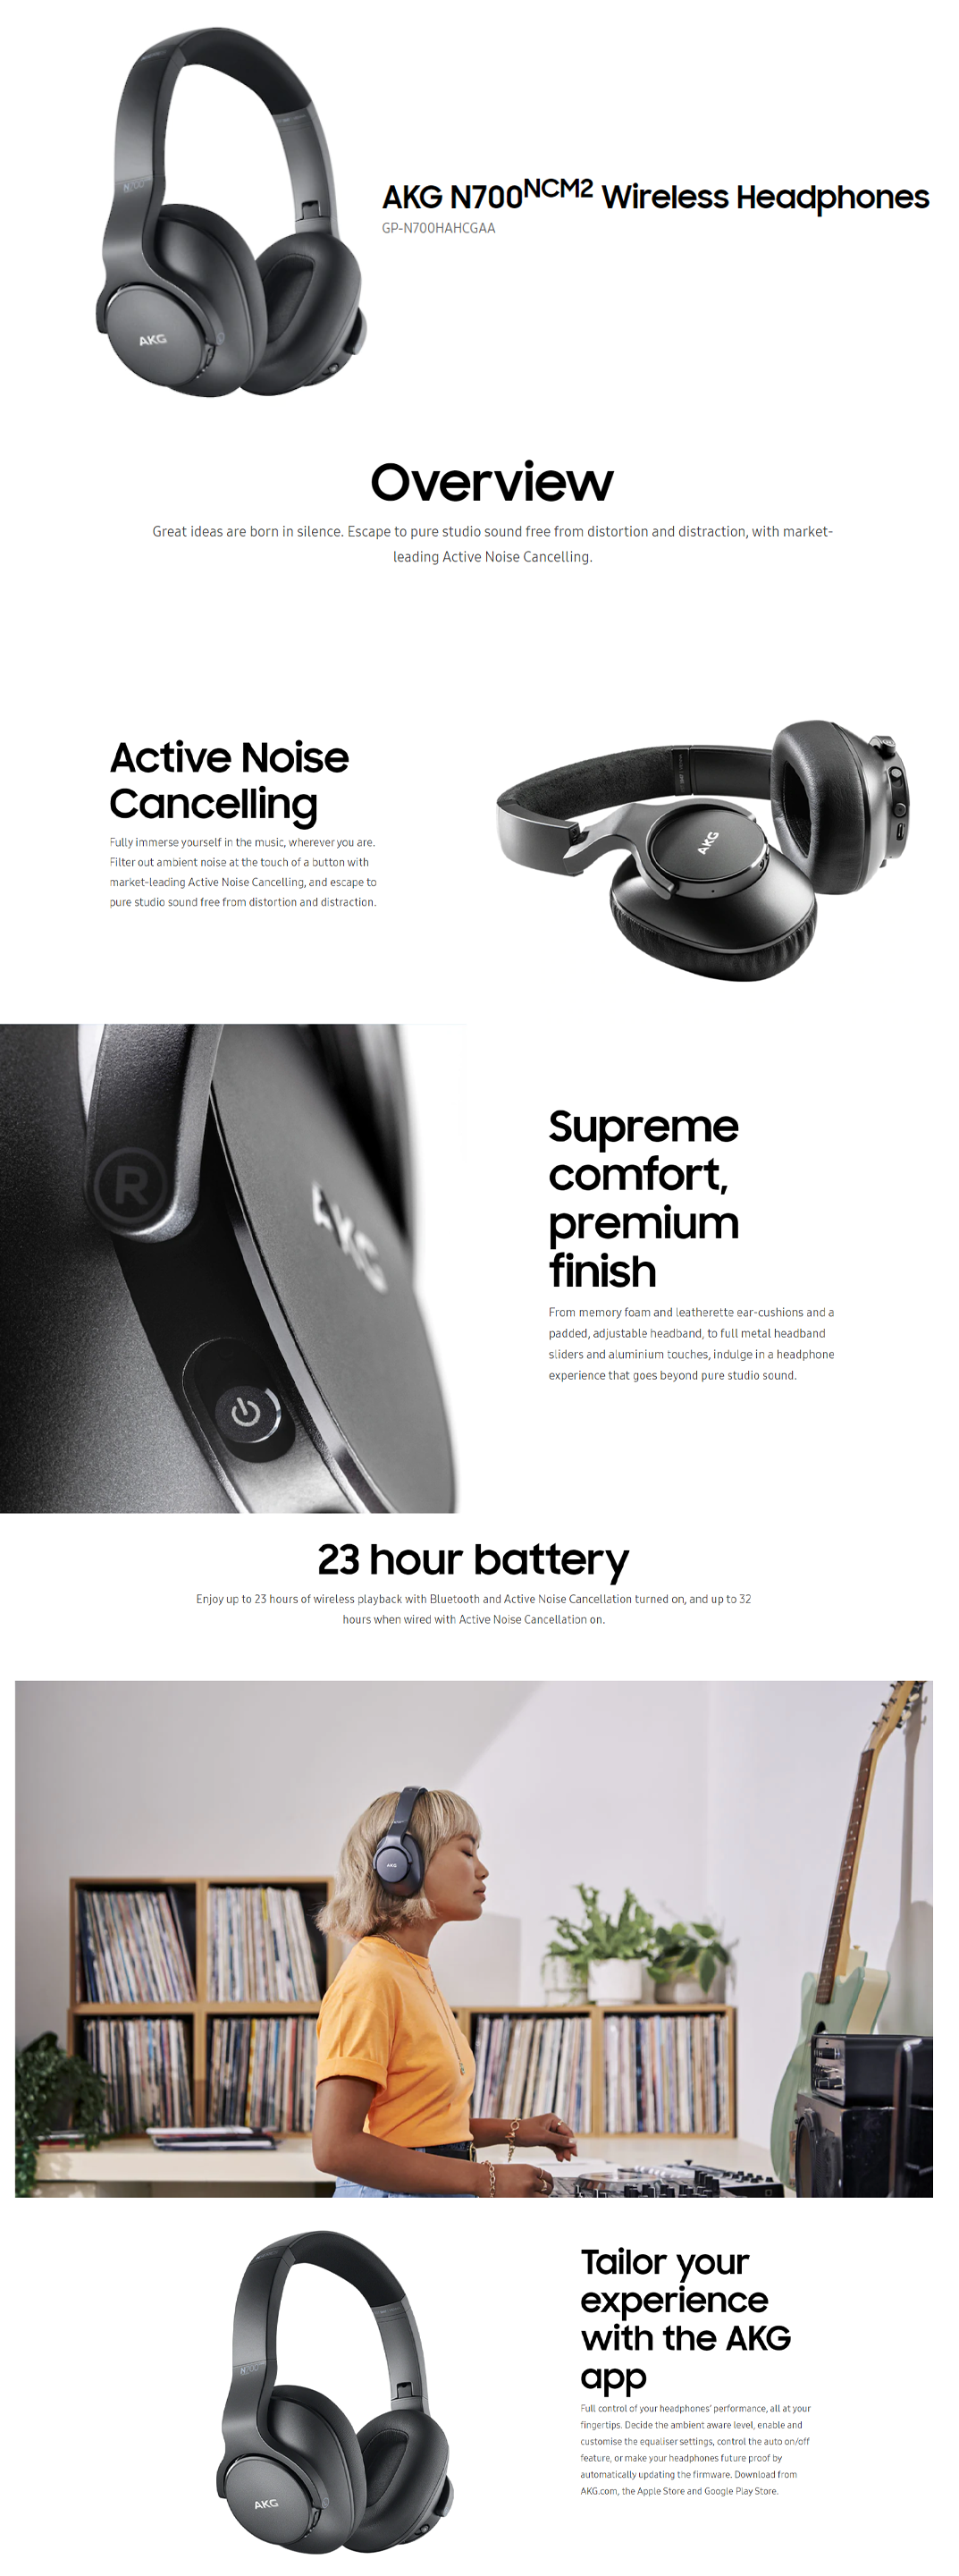 N700
AKG
AKG N700NCM2 Wireless Headphones
GP-N700HAHCGAA
Overview
Great ideas are born in silence. Escape to pure studio sound free from distortion and distraction, with market-
leading Active Noise Cancelling.
Active Noise
Cancelling
Fully immerse yourself in the music, wherever you are.
Filter out ambient noise at the touch of a button with
market-leading Active Noise Cancelling, and escape to
pure studio sound free from distortion and distraction.
AKG
R
AKG
Supreme
comfort,
premium
finish
From memory foam and leatherette ear-cushions and a
padded, adjustable headband, to full metal headband
sliders and aluminium touches, indulge in a headphone
experience that goes beyond pure studio sound.
23 hour battery
Enjoy up to 23 hours of wireless playback with Bluetooth and Active Noise Cancellation turned on, and up to 32
hours when wired with Active Noise Cancellation on.
AKG
N700
AKG
Tailor your
experience
with the AKG
app
Full control of your headphones' performance, all at your
fingertips. Decide the ambient aware level, enable and
customise the equaliser settings, control the auto on/off
feature, or make your headphones future proof by
automatically updating the firmware. Download from
AKG.com, the Apple Store and Google Play Store.